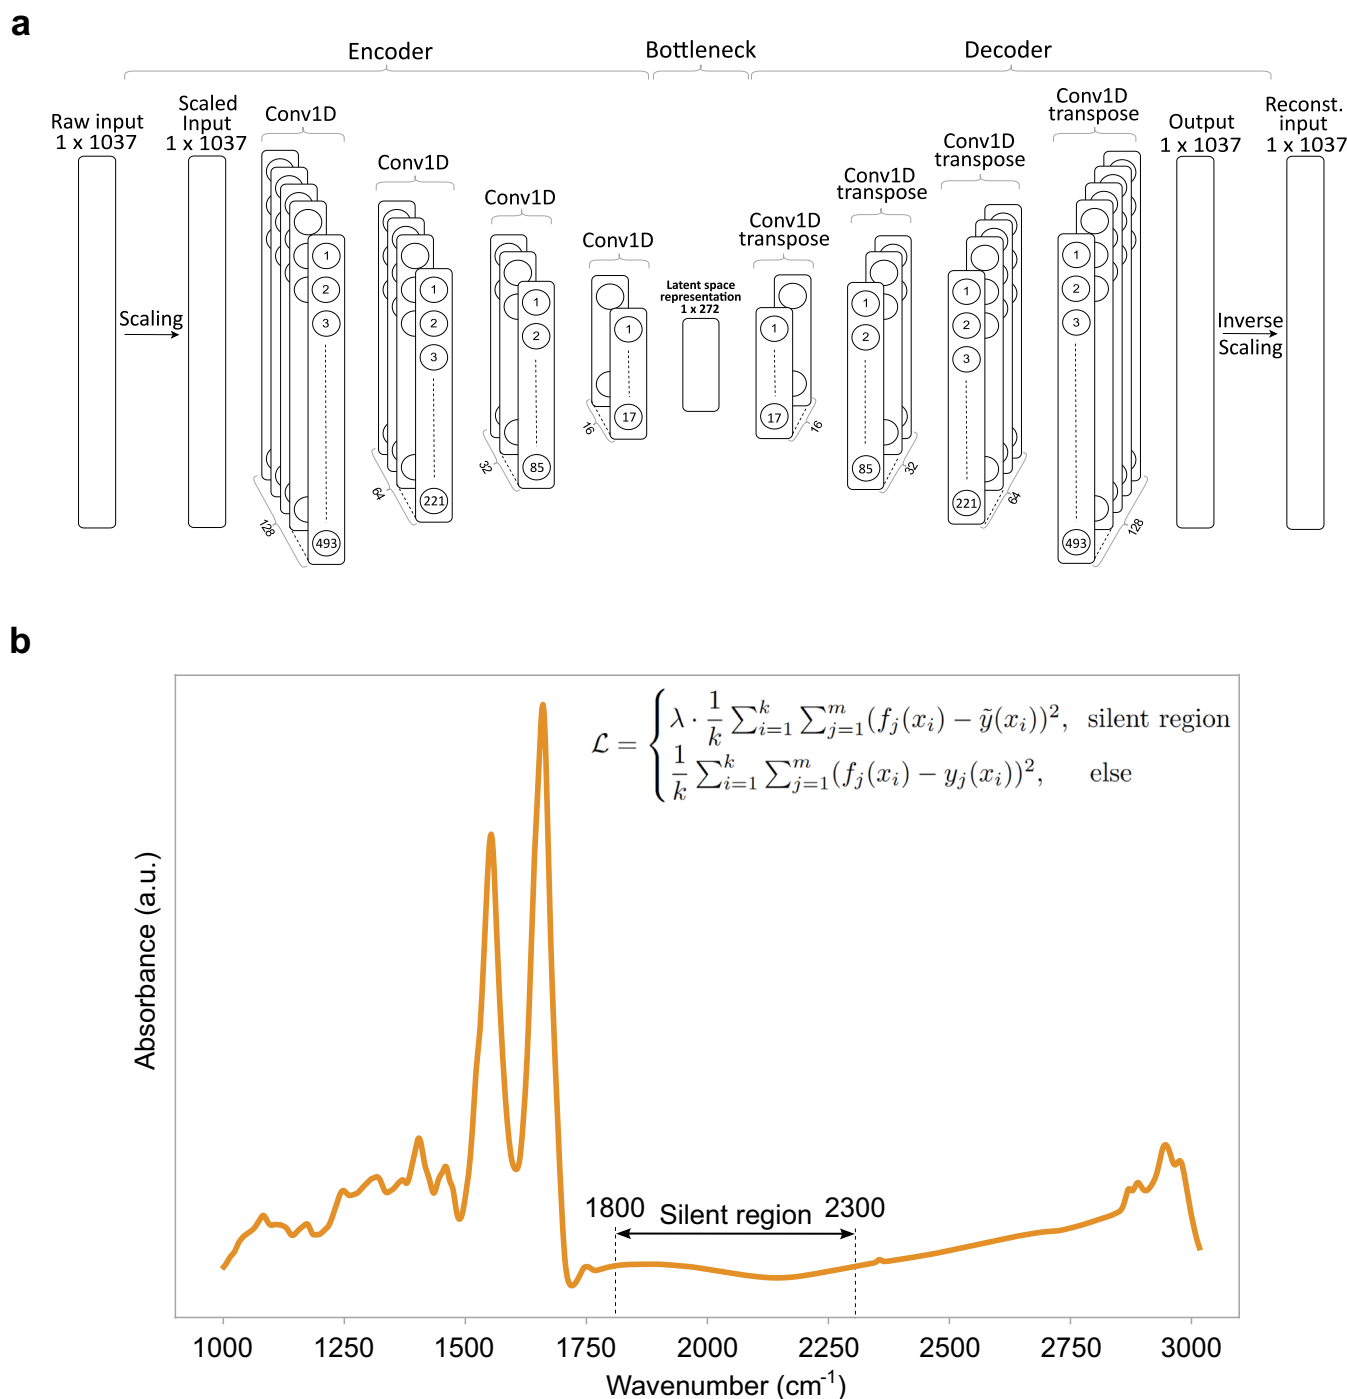 a
Encoder
Bottleneck
Decoder
Raw input
1 x 1037
Scaling
Scaled
Input
1 x 1037
Conv1D
1
2
3
493
128
Conv1D
1
2
3
221
64
Conv1D
1
2
85
32
Conv1D
1
17
16
Latent space
representation
1 x 272
Conv1D
transpose
1
17
16
Conv1D
transpose
1
2
85
32
Conv1D
transpose
1
2
3
221
64
Conv1D
transpose
1
2
3
493
128
Output
1 x 1037
Inverse
Scaling
Reconst.
input
1 x 1037
b
ℒ = { λ · 1/k ∑_{i=1}^{k} ∑_{j=1}^{m} (f_j(x_i) − ỹ(x_i))², silent region
1/k ∑_{i=1}^{k} ∑_{j=1}^{m} (f_j(x_i) − y_j(x_i))², else
Absorbance (a.u.)
1800 Silent region 2300
1000 1250 1500 1750 2000 2250 2500 2750 3000
Wavenumber (cm⁻¹)